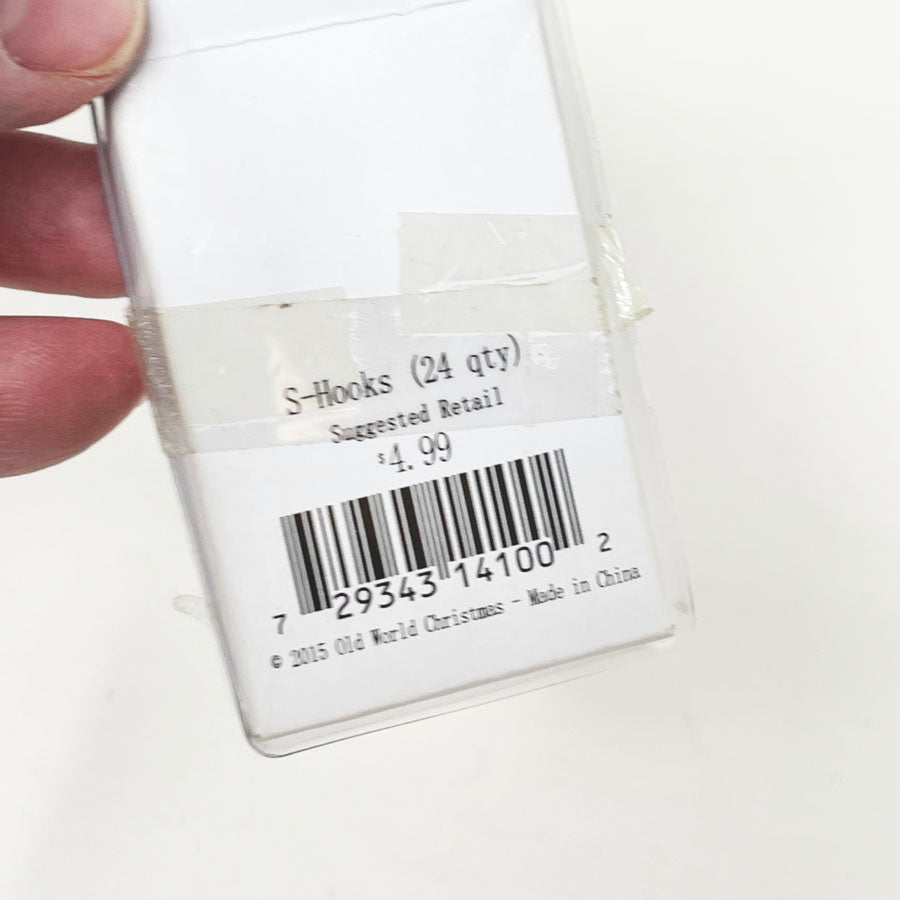 S-Hooks (24 qty)
Suggested Retail
$4.99
7 29343 14100 2
© 2015 Old World Christmas - Made in China